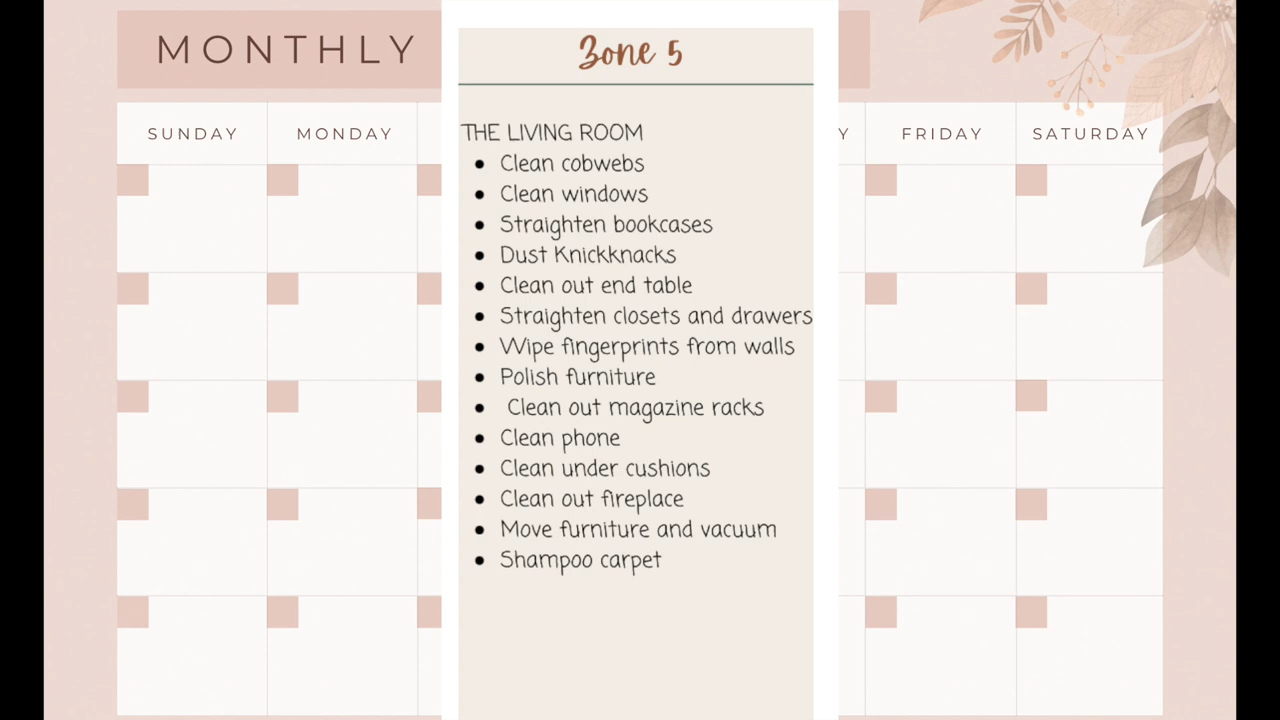 MONTHLY
Zone 5
SUNDAY
MONDAY
Y
FRIDAY
SATURDAY
THE LIVING ROOM
• Clean cobwebs
• Clean windows
• Straighten bookcases
• Dust Knickknacks
• Clean out end table
• Straighten closets and drawers
• Wipe fingerprints from walls
• Polish furniture
• Clean out magazine racks
• Clean phone
• Clean under cushions
• Clean out fireplace
• Move furniture and vacuum
• Shampoo carpet